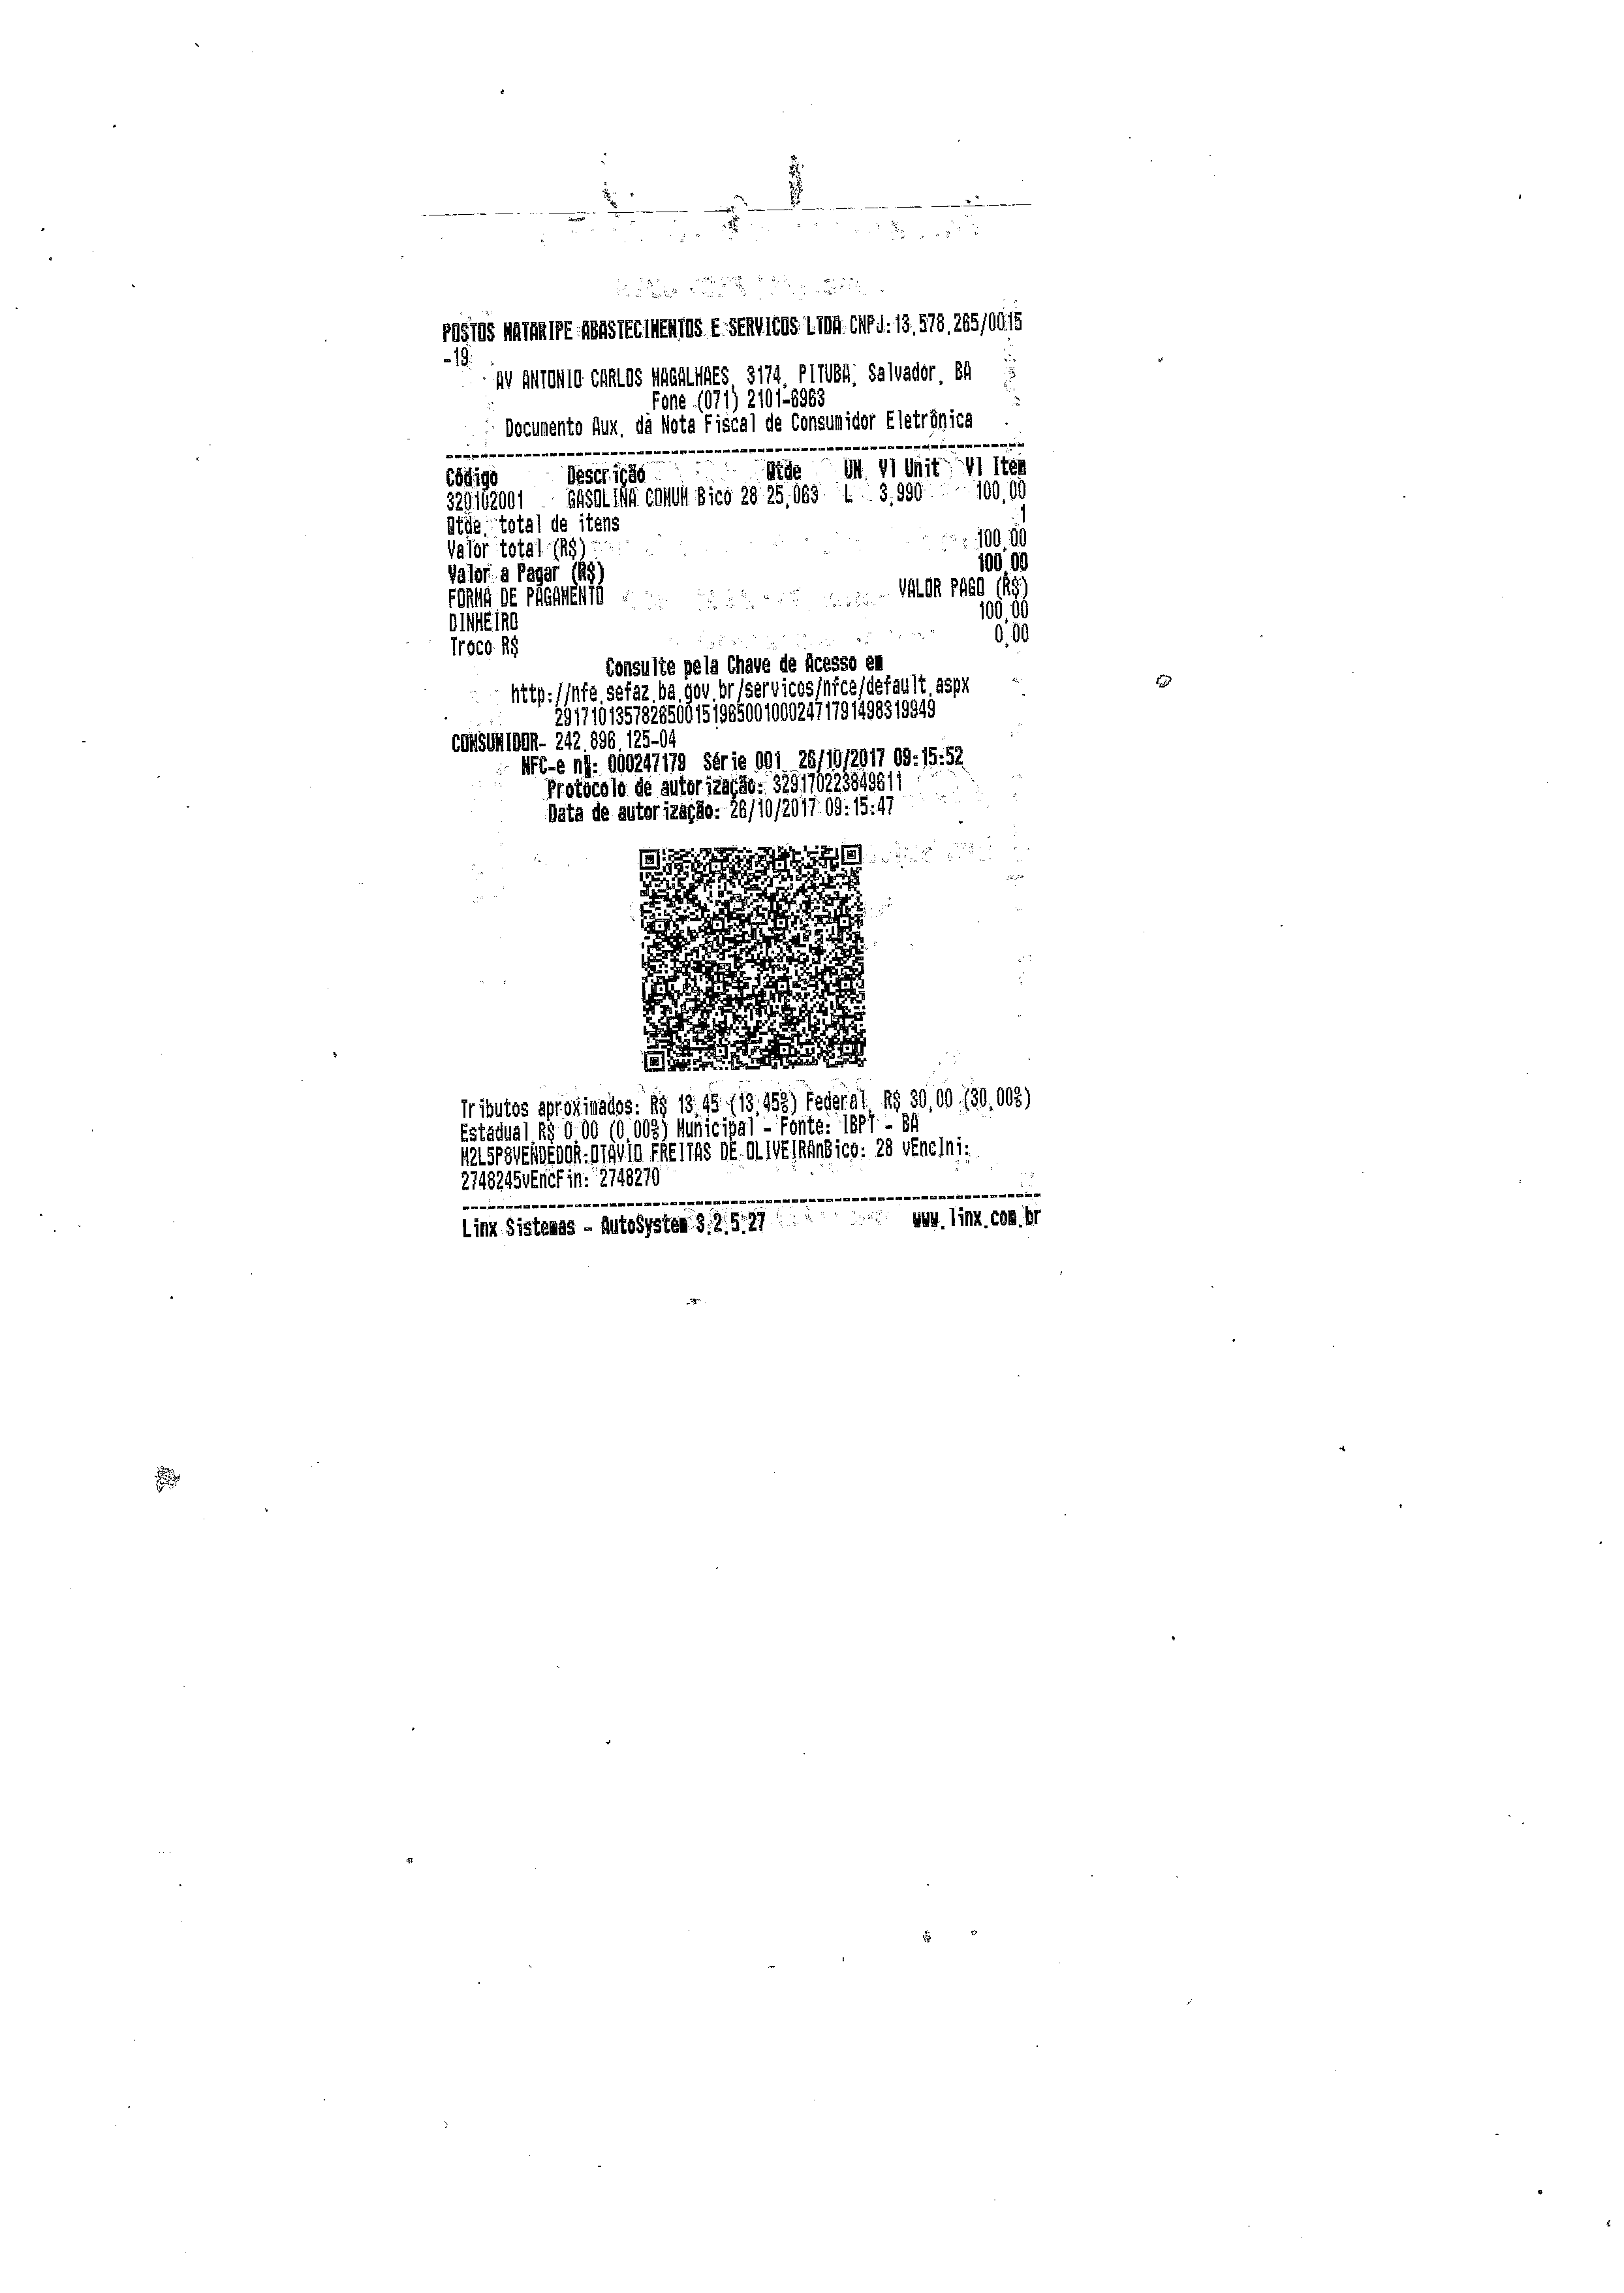 POSTOS MATARIPE ABASTECIMENTOS E SERVICOS LTDA CNPJ: 13.578.265/0015
-19
AV ANTONIO CARLOS MAGALHAES, 3174, PITUBA, Salvador, BA
Fone (071) 2101-6963
Documento Aux. da Nota Fiscal de Consumidor Eletrônica
Código Descrição Qtde UN Vl Unit Vl Item
320102001 GASOLINA COMUM Bico 28 25,063 L 3,990 100,00
Qtde. total de itens 1
Valor total (R$) 100,00
Valor a Pagar (R$) 100,00
FORMA DE PAGAMENTO VALOR PAGO (R$)
DINHEIRO 100,00
Troco R$ 0,00
Consulte pela Chave de Acesso em
http://nfe.sefaz.ba.gov.br/servicos/nfce/default.aspx
29171013578265001519650010002471791498319949
CONSUMIDOR- 242.896.125-04
NFC-e nº: 000247179 Série 001 26/10/2017 09:15:52
Protocolo de autorização: 329170223849611
Data de autorização: 26/10/2017 09:15:47
Tributos aproximados: R$ 13,45 (13,45%) Federal, R$ 30,00 (30,00%)
Estadual, R$ 0,00 (0,00%) Municipal - Fonte: IBPT - BA
OTAVIO FREITAS DE OLIVEIRAnBico: 28 vEncIni:
2748245vEncFin: 2748270
Linx Sistemas - AutoSystem 3.2.5.27 www.linx.com.br